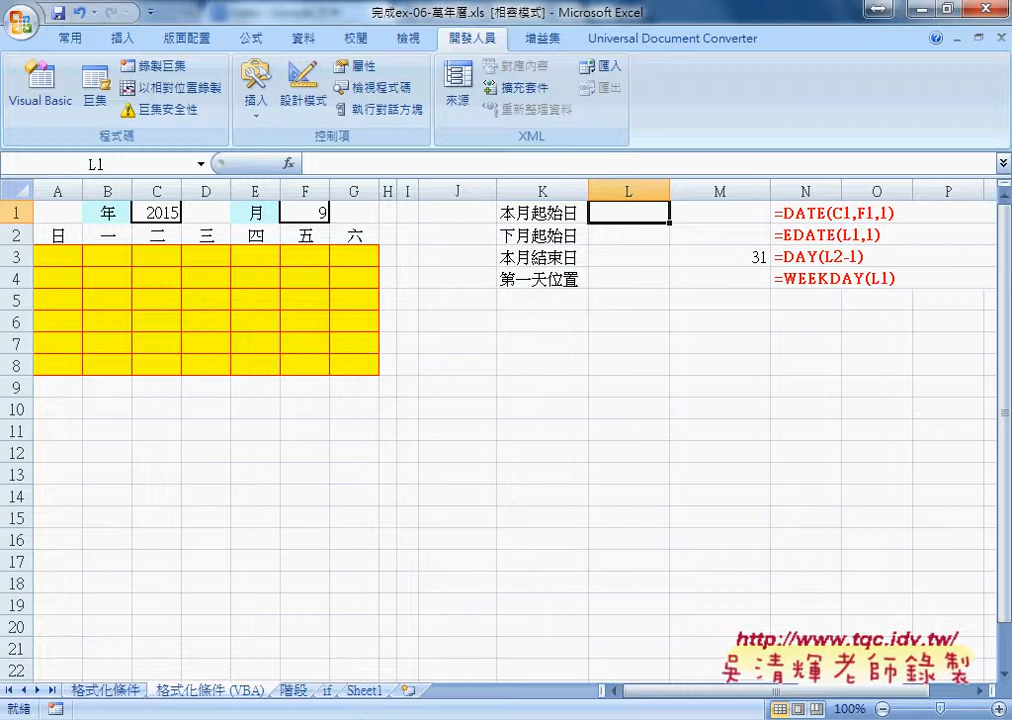 完成ex-06-萬年曆.xls [相容模式] - Microsoft Excel
常用 插入 版面配置 公式 資料 校閱 檢視 開發人員 增益集 Universal Document Converter
Visual Basic 巨集 錄製巨集 以相對位置錄製 巨集安全性 程式碼
插入 設計模式 屬性 檢視程式碼 執行對話方塊 控制項
來源 對應內容 擴充套件 重新整理資料 匯入 匯出 XML
L1 fx
A B C D E F G H I J K L M N O P
1 年 2015 月 9 本月起始日 =DATE(C1,F1,1)
2 日 一 二 三 四 五 六 下月起始日 =EDATE(L1,1)
3 本月結束日 31 =DAY(L2-1)
4 第一天位置 =WEEKDAY(L1)
5
6
7
8
9
10
11
12
13
14
15
16
17
18
19
20
21
22
http://www.tqc.idv.tw/
吳清輝老師錄製
格式化條件 格式化條件 (VBA) 階段 if Sheet1
就緒 100%